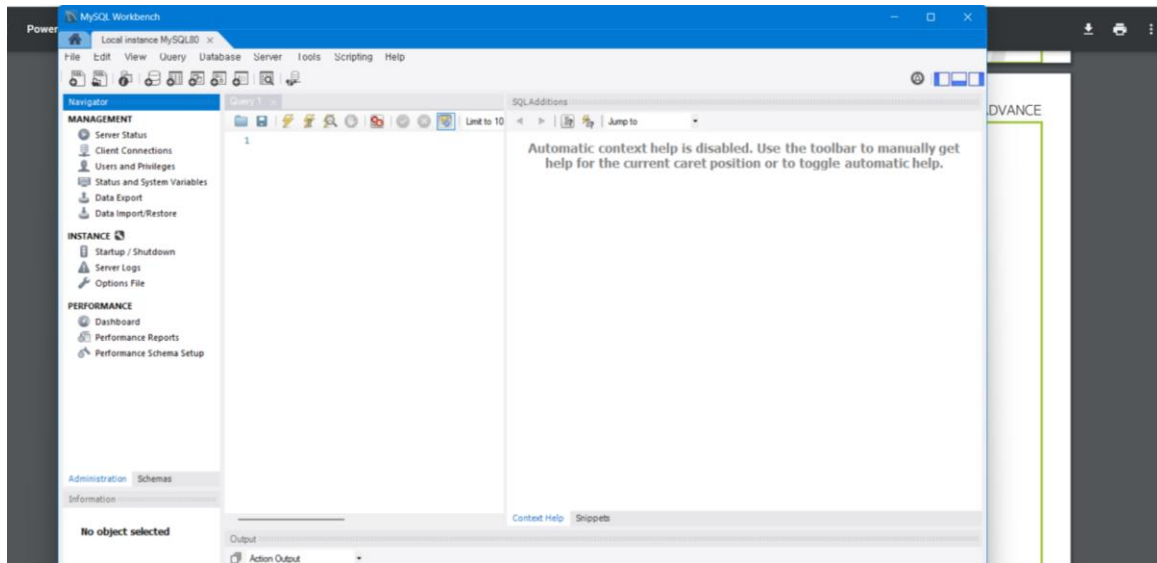 Power
MySQL Workbench
Local instance MySQL80
File Edit View Query Database Server Tools Scripting Help
Navigator
MANAGEMENT
Server Status
Client Connections
Users and Privileges
Status and System Variables
Data Export
Data Import/Restore
INSTANCE
Startup / Shutdown
Server Logs
Options File
PERFORMANCE
Dashboard
Performance Reports
Performance Schema Setup
Administration Schemas
Information
No object selected
Query 1
Limit to 10
1
SQLAdditions
Jump to
Automatic context help is disabled. Use the toolbar to manually get
help for the current caret position or to toggle automatic help.
Context Help Snippets
Output
Action Output
DVANCE